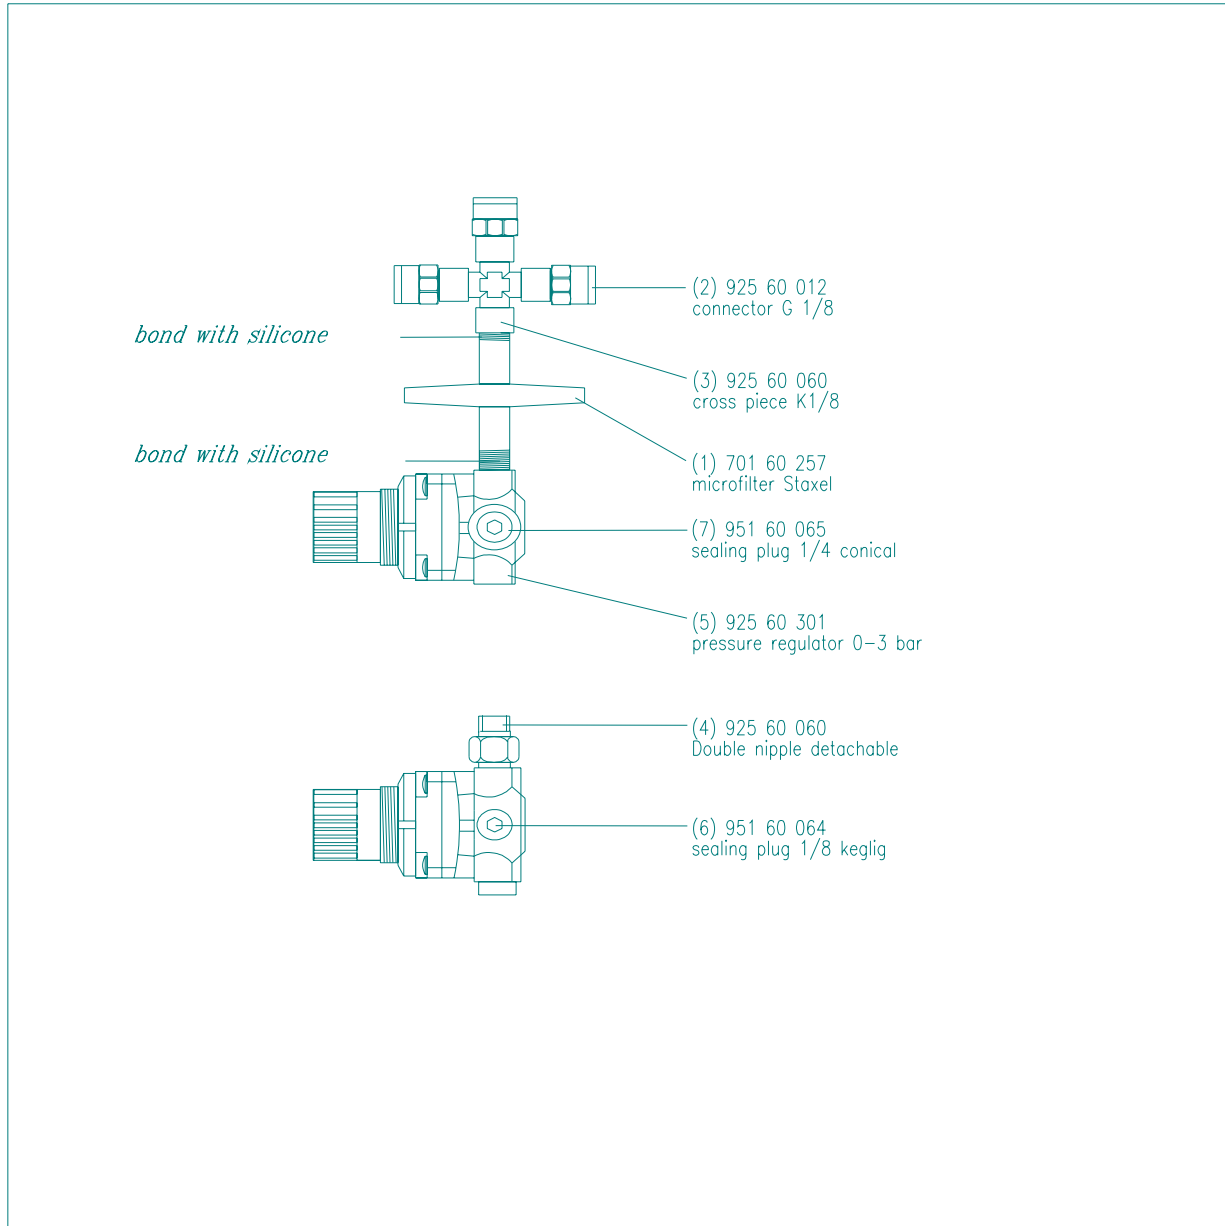 (2) 925 60 012
connector G 1/8
bond with silicone
(3) 925 60 060
cross piece K1/8
bond with silicone
(1) 701 60 257
microfilter Staxel
(7) 951 60 065
sealing plug 1/4 conical
(5) 925 60 301
pressure regulator 0-3 bar
(4) 925 60 060
Double nipple detachable
(6) 951 60 064
sealing plug 1/8 keglig